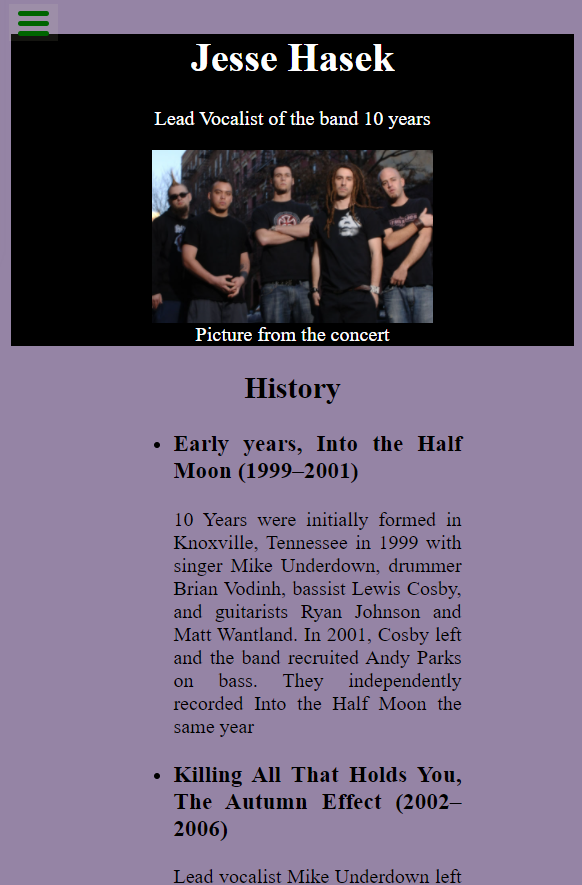 Jesse Hasek
Lead Vocalist of the band 10 years
Picture from the concert
History
Early years, Into the Half
Moon (1999–2001)
10 Years were initially formed in
Knoxville, Tennessee in 1999 with
singer Mike Underdown, drummer
Brian Vodinh, bassist Lewis Cosby,
and guitarists Ryan Johnson and
Matt Wantland. In 2001, Cosby left
and the band recruited Andy Parks
on bass. They independently
recorded Into the Half Moon the
same year
Killing All That Holds You,
The Autumn Effect (2002–
2006)
Lead vocalist Mike Underdown left